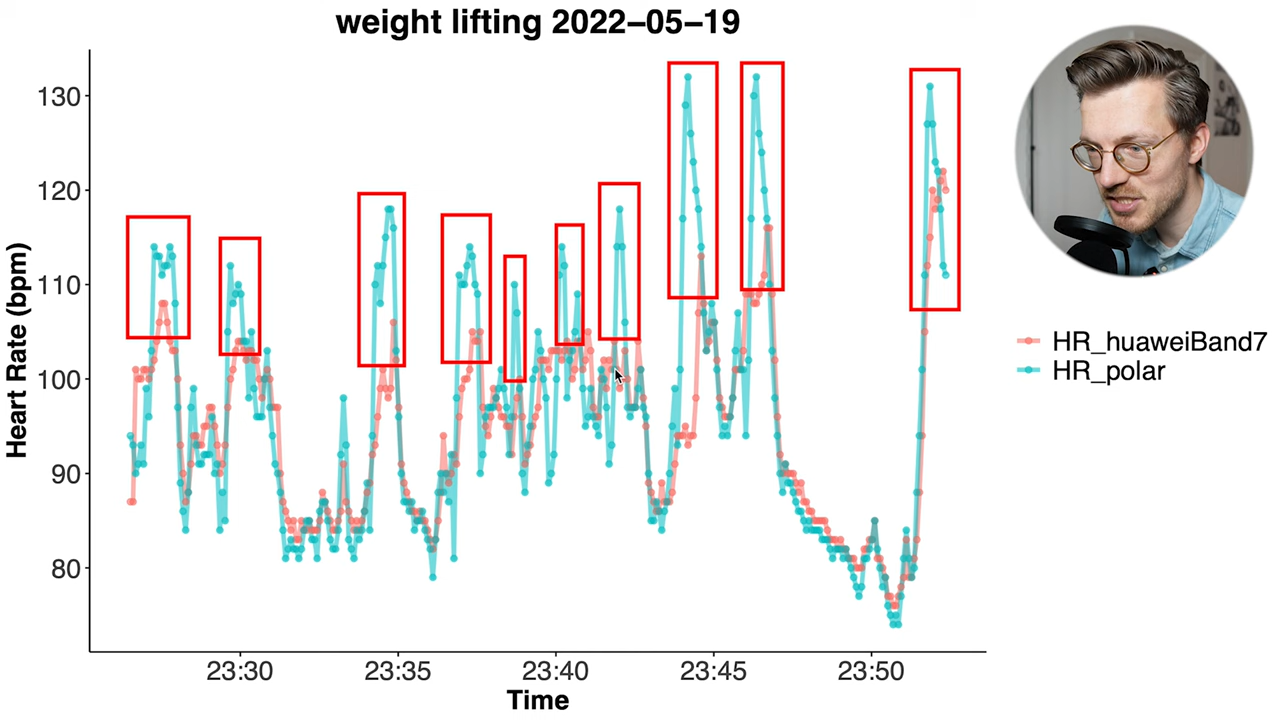 weight lifting 2022–05–19
Heart Rate (bpm)
130
120
110
100
90
80
23:30
23:35
23:40
23:45
23:50
Time
HR_huaweiBand7
HR_polar